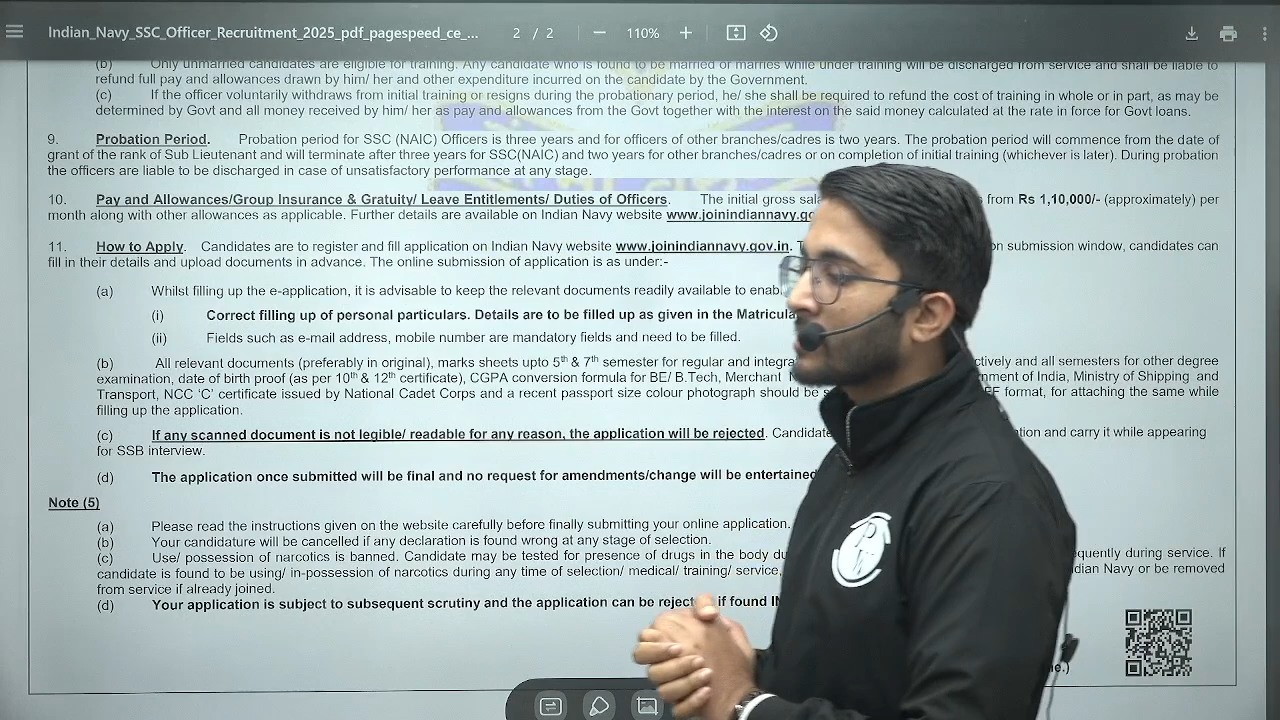 Indian_Navy_SSC_Officer_Recruitment_2025_pdf_pagespeed_ce_...
2 / 2
110%
(b) Only unmarried candidates are eligible for training. Any candidate who is found to be married or marries while under training will be discharged from service and shall be liable to
refund full pay and allowances drawn by him/ her and other expenditure incurred on the candidate by the Government.
(c) If the officer voluntarily withdraws from initial training or resigns during the probationary period, he/ she shall be required to refund the cost of training in whole or in part, as may be
determined by Govt and all money received by him/ her as pay and allowances from the Govt together with the interest on the said money calculated at the rate in force for Govt loans.
9. Probation Period. Probation period for SSC (NAIC) Officers is three years and for officers of other branches/cadres is two years. The probation period will commence from the date of
grant of the rank of Sub Lieutenant and will terminate after three years for SSC(NAIC) and two years for other branches/cadres or on completion of initial training (whichever is later). During probation
the officers are liable to be discharged in case of unsatisfactory performance at any stage.
10. Pay and Allowances/Group Insurance & Gratuity/ Leave Entitlements/ Duties of Officers. The initial gross from Rs 1,10,000/- (approximately) per
month along with other allowances as applicable. Further details are available on Indian Navy website www.joinindiannavy.go
11. How to Apply. Candidates are to register and fill application on Indian Navy website www.joinindiannavy.gov.in. submission window, candidates can
fill in their details and upload documents in advance. The online submission of application is as under:-
(a) Whilst filling up the e-application, it is advisable to keep the relevant documents readily available to enab
(i) Correct filling up of personal particulars. Details are to be filled up as given in the Matricula
(ii) Fields such as e-mail address, mobile number are mandatory fields and need to be filled.
(b) All relevant documents (preferably in original), marks sheets upto 5th & 7th semester for regular and integra ctively and all semesters for other degree
examination, date of birth proof (as per 10th & 12th certificate), CGPA conversion formula for BE/ B.Tech, Merchant nment of India, Ministry of Shipping and
Transport, NCC 'C' certificate issued by National Cadet Corps and a recent passport size colour photograph should be format, for attaching the same while
filling up the application.
(c) If any scanned document is not legible/ readable for any reason, the application will be rejected. Candidate tion and carry it while appearing
for SSB interview.
(d) The application once submitted will be final and no request for amendments/change will be entertained
Note (5)
(a) Please read the instructions given on the website carefully before finally submitting your online application.
(b) Your candidature will be cancelled if any declaration is found wrong at any stage of selection.
(c) Use/ possession of narcotics is banned. Candidate may be tested for presence of drugs in the body du equently during service. If
candidate is found to be using/ in-possession of narcotics during any time of selection/ medical/ training/ service, dian Navy or be removed
from service if already joined.
(d) Your application is subject to subsequent scrutiny and the application can be reject if found
PW